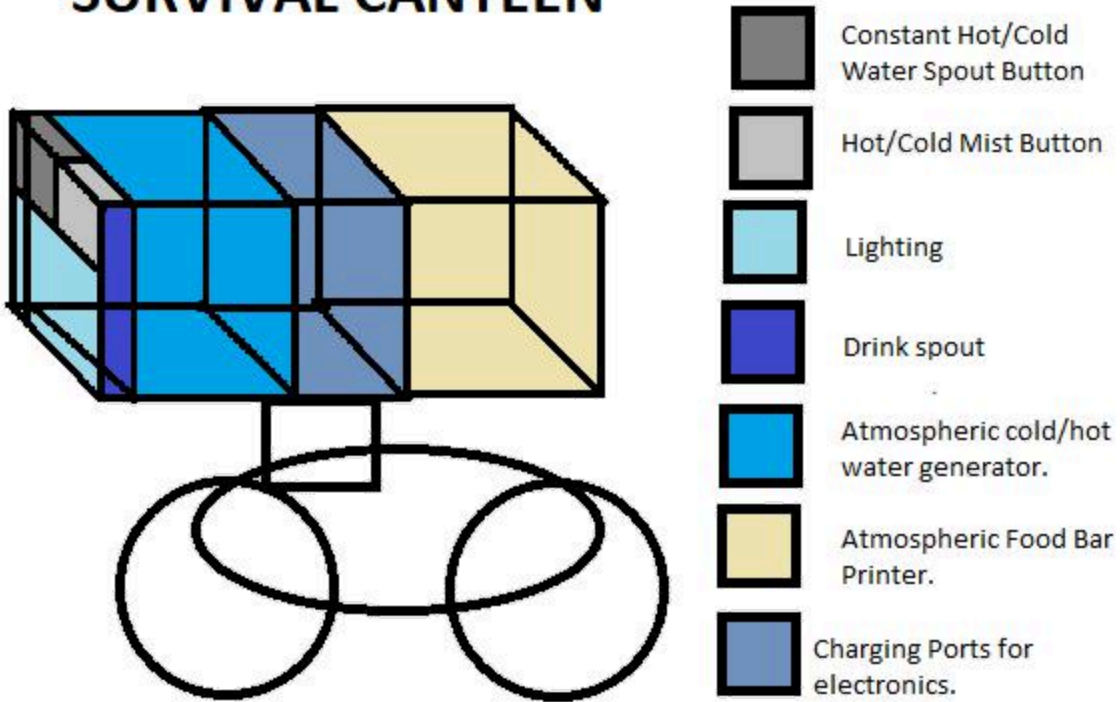 SURVIVAL CANTEEN
Constant Hot/Cold
Water Spout Button
Hot/Cold Mist Button
Lighting
Drink spout
Atmospheric cold/hot
water generator.
Atmospheric Food Bar
Printer.
Charging Ports for
electronics.